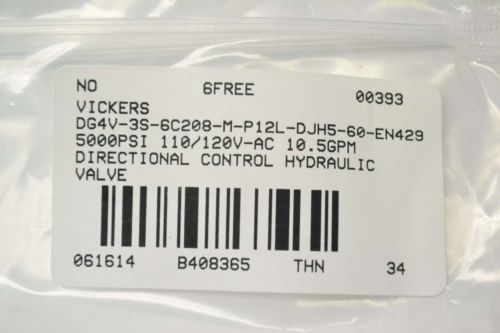 NO 6FREE 00393
VICKERS
DG4V-3S-6C208-M-P12L-DJH5-60-EN429
5000PSI 110/120V-AC 10.5GPM
DIRECTIONAL CONTROL HYDRAULIC
VALVE
061614 B408365 THN 34